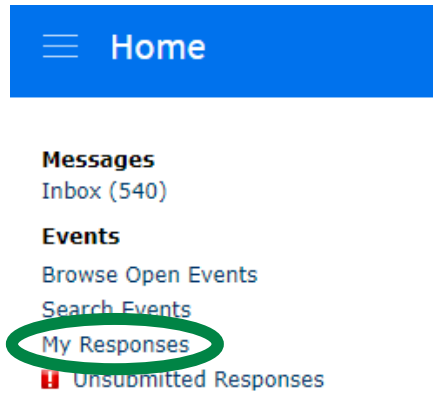 Home
Messages
Inbox (540)
Events
Browse Open Events
Search Events
My Responses
Unsubmitted Responses